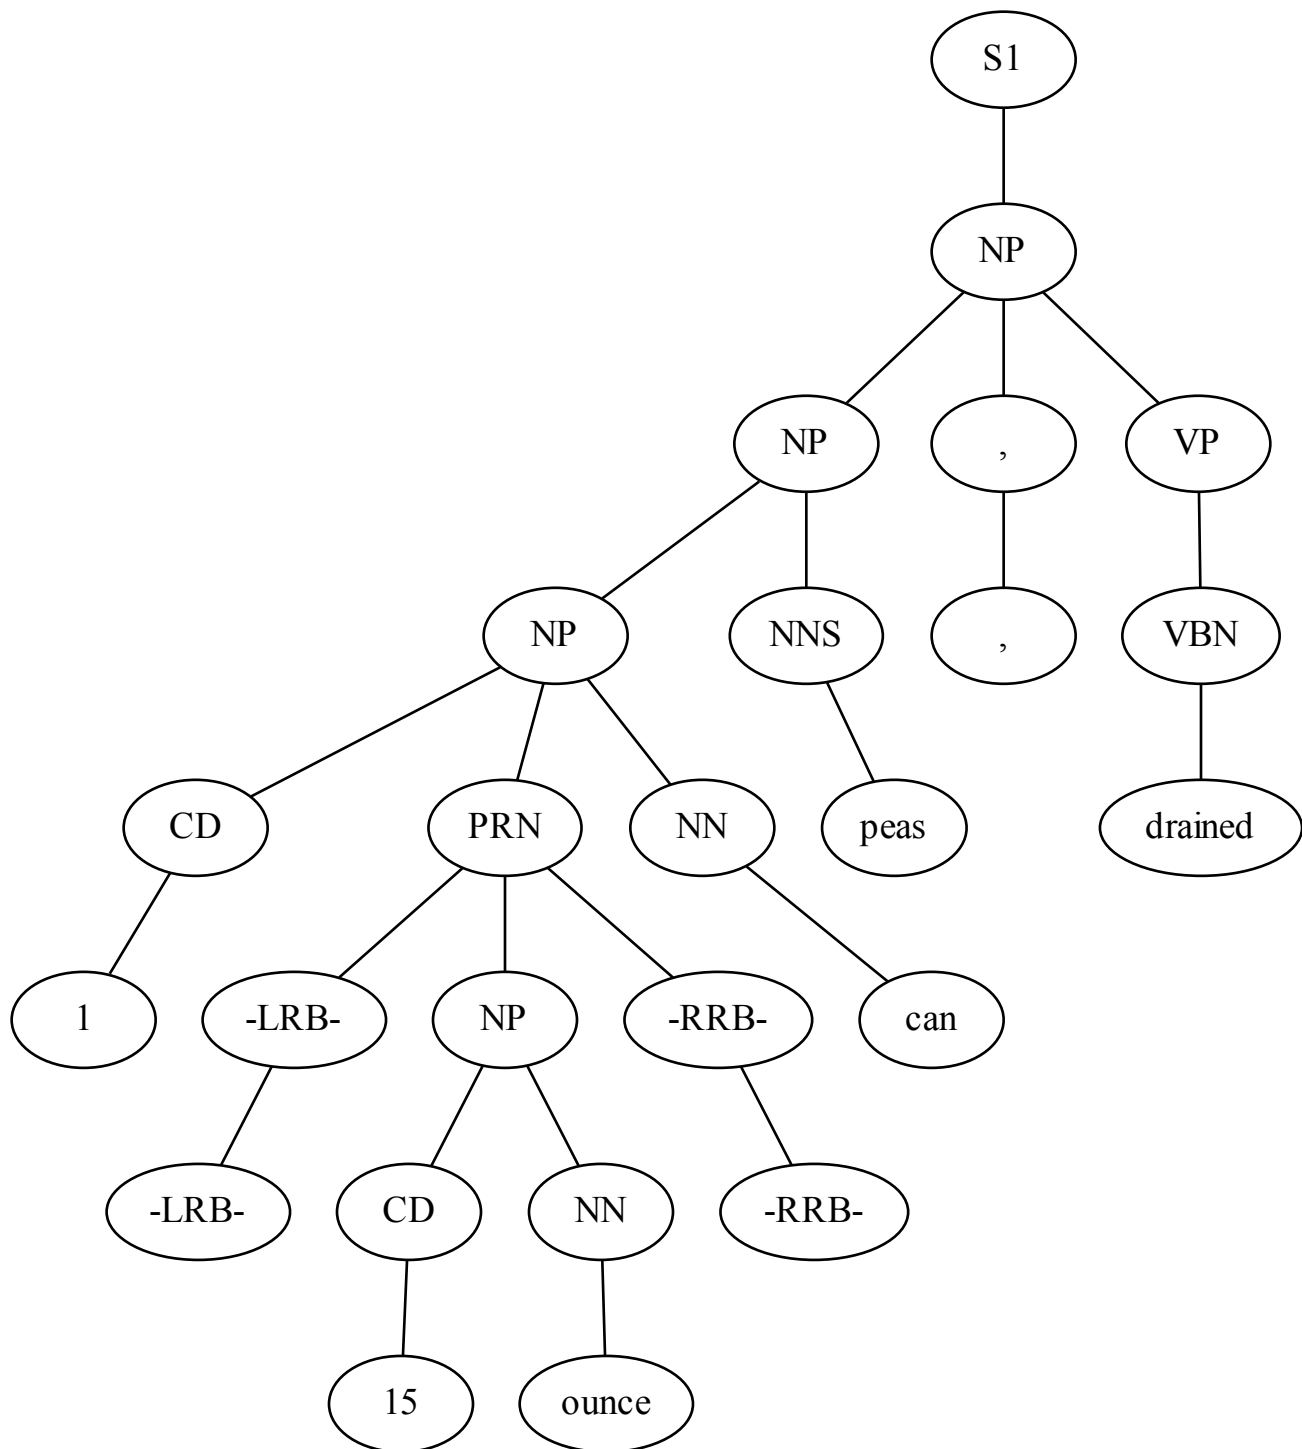 S1
NP
NP , VP
NP NNS , VBN
CD PRN NN peas drained
1 -LRB- NP -RRB- can
-LRB- CD NN -RRB-
15 ounce